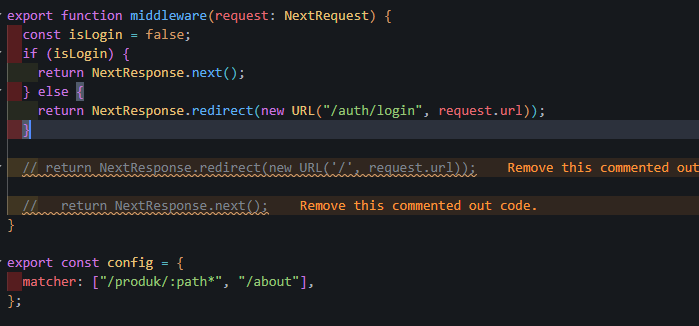 export function middleware(request: NextRequest) {
const isLogin = false;
if (isLogin) {
return NextResponse.next();
} else {
return NextResponse.redirect(new URL("/auth/login", request.url));
}
// return NextResponse.redirect(new URL('/', request.url)); Remove this commented out
// return NextResponse.next(); Remove this commented out code.
}
export const config = {
matcher: ["/produk/:path*", "/about"],
};